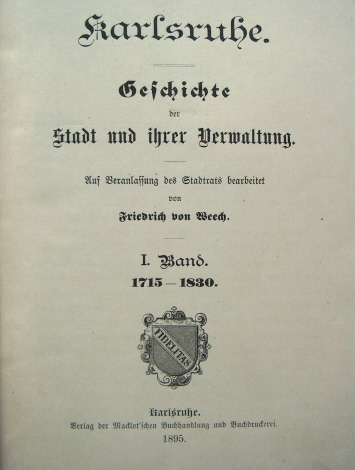 Karlsruhe.
Geschichte
der
Stadt und ihrer Verwaltung.
Auf Veranlassung des Stadtrats bearbeitet
von
Friedrich von Weech.
I. Band.
1715—1830.
FIDELITAS
Karlsruhe.
Verlag der Macklot'schen Buchhandlung und Buchdruckerei.
1895.